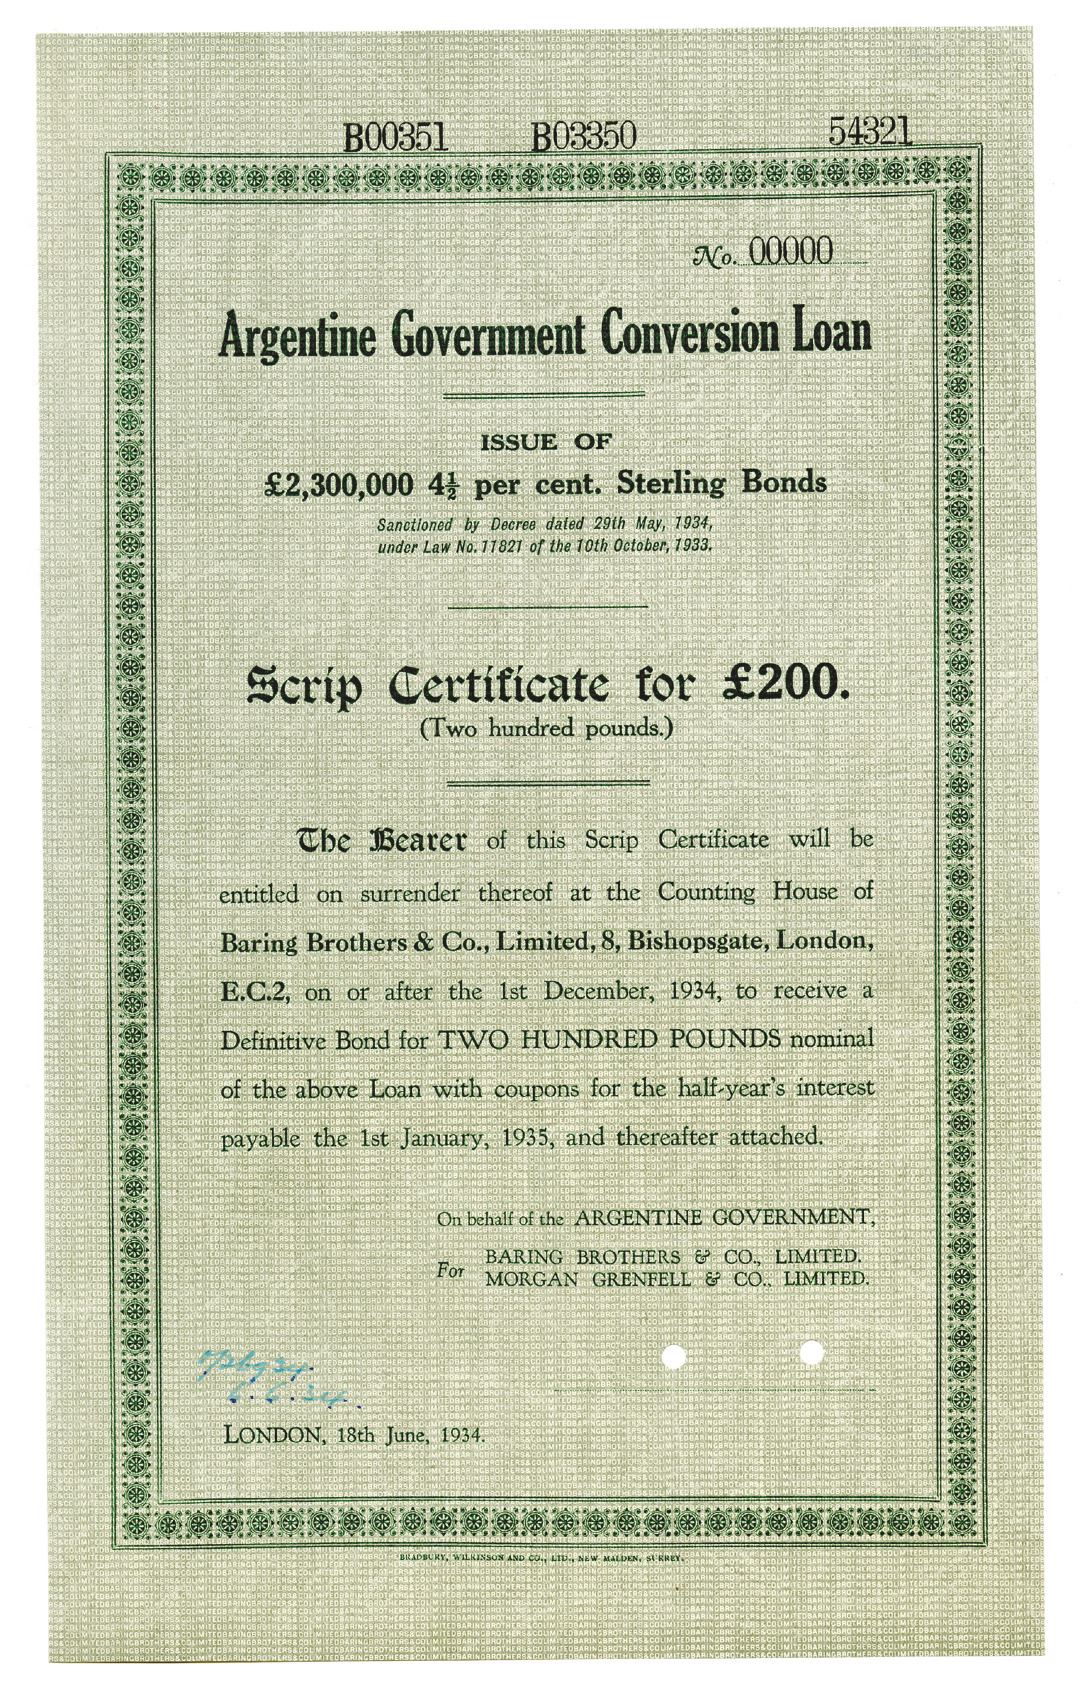 B00351 B03350 54321
No. 00000
Argentine Government Conversion Loan
ISSUE OF
£2,300,000 4½ per cent. Sterling Bonds
Sanctioned by Decree dated 29th May, 1934,
under Law No. 11821 of the 10th October, 1933.
Scrip Certificate for £200.
(Two hundred pounds.)
The Bearer of this Scrip Certificate will be
entitled on surrender thereof at the Counting House of
Baring Brothers & Co., Limited, 8, Bishopsgate, London,
E.C.2, on or after the 1st December, 1934, to receive a
Definitive Bond for TWO HUNDRED POUNDS nominal
of the above Loan with coupons for the half-year's interest
payable the 1st January, 1935, and thereafter attached.
On behalf of the ARGENTINE GOVERNMENT,
For BARING BROTHERS & CO., LIMITED.
MORGAN GRENFELL & CO., LIMITED.
LONDON, 18th June, 1934.
BRADBURY, WILKINSON AND CO., LTD., NEW MALDEN, SURREY.